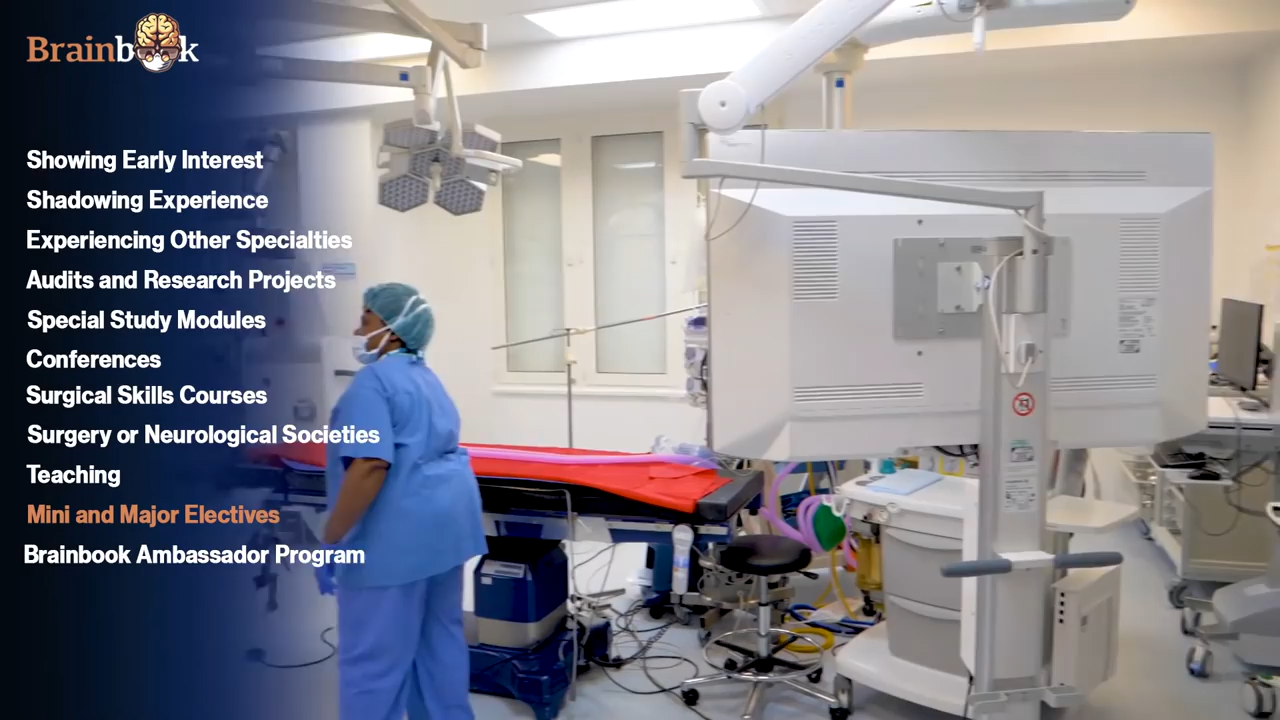 Brainbook
Showing Early Interest
Shadowing Experience
Experiencing Other Specialties
Audits and Research Projects
Special Study Modules
Conferences
Surgical Skills Courses
Surgery or Neurological Societies
Teaching
Mini and Major Electives
Brainbook Ambassador Program